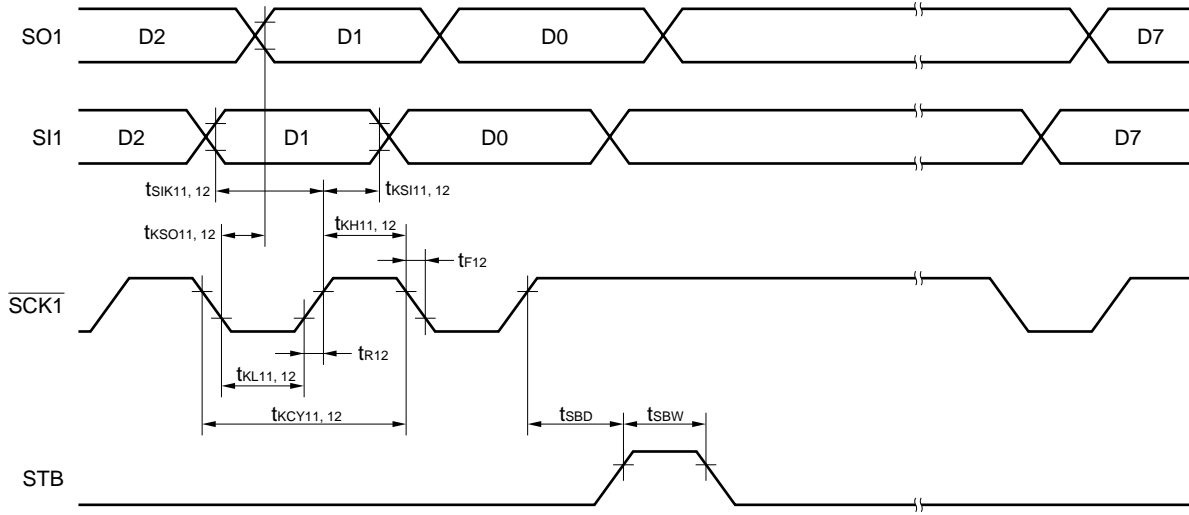 SO1 D2 D1 D0 D7
SI1 D2 D1 D0 D7
tSIK11, 12 tKSI11, 12
tKSO11, 12 tKH11, 12
tF12
SCK1
tR12
tKL11, 12
tKCY11, 12 tSBD tSBW
STB